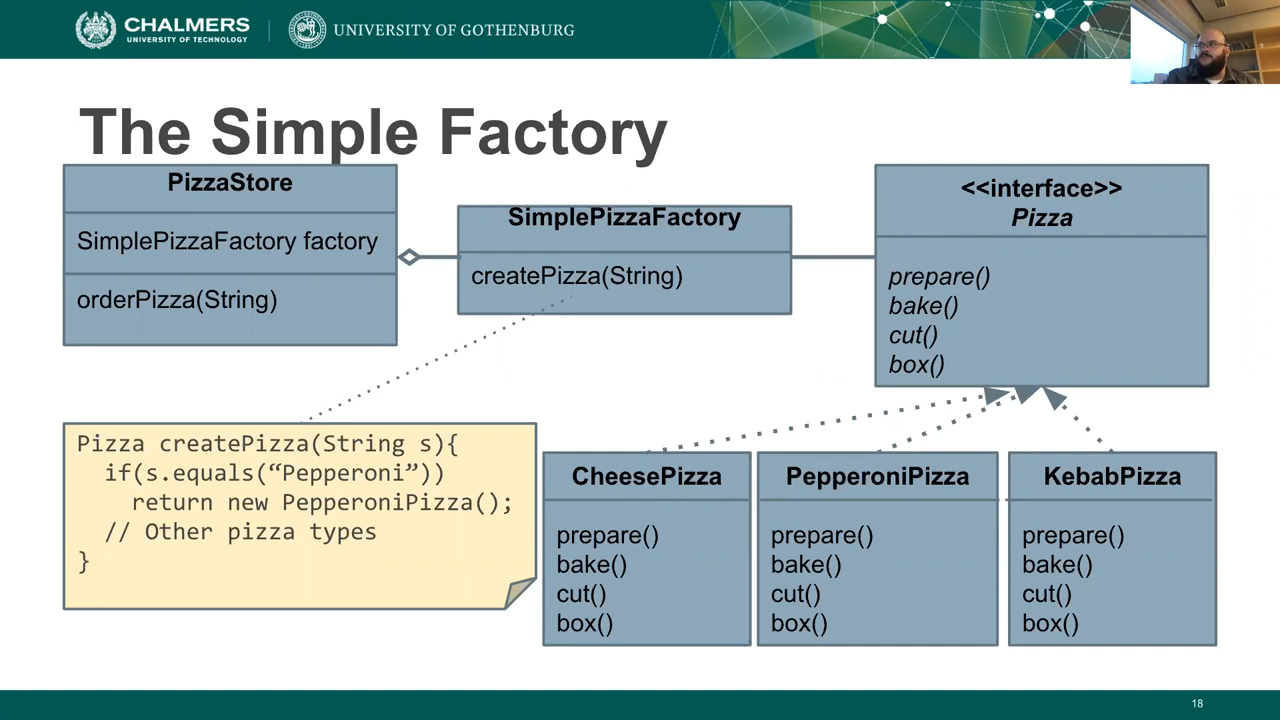 CHALMERS
UNIVERSITY OF TECHNOLOGY
UNIVERSITY OF GOTHENBURG
The Simple Factory
PizzaStore
SimplePizzaFactory factory
orderPizza(String)
SimplePizzaFactory
createPizza(String)
<<interface>>
Pizza
prepare()
bake()
cut()
box()
Pizza createPizza(String s){
if(s.equals(“Pepperoni”))
return new PepperoniPizza();
// Other pizza types
}
CheesePizza
prepare()
bake()
cut()
box()
PepperoniPizza
prepare()
bake()
cut()
box()
KebabPizza
prepare()
bake()
cut()
box()
18